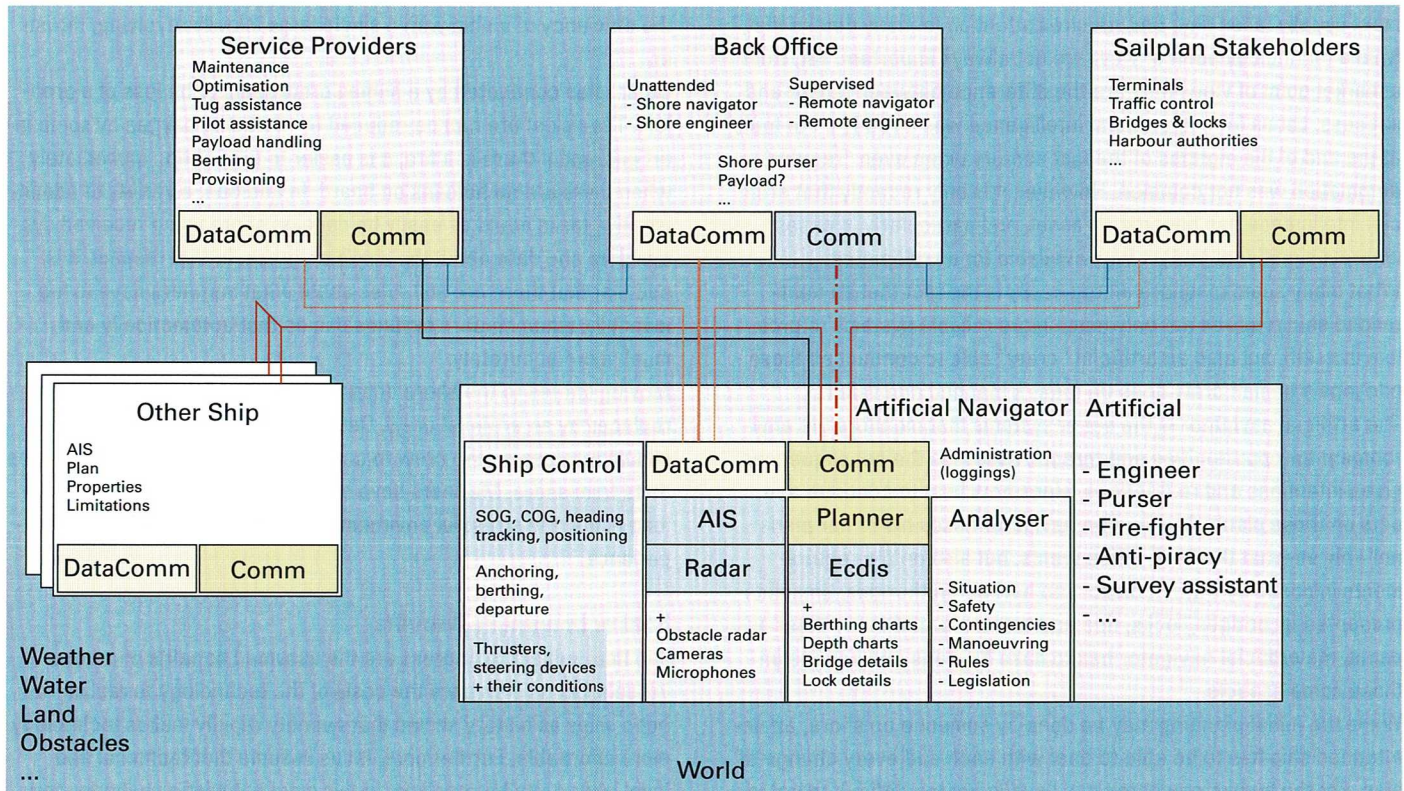 Service Providers
Maintenance
Optimisation
Tug assistance
Pilot assistance
Payload handling
Berthing
Provisioning
...
DataComm
Comm
Back Office
Unattended
- Shore navigator
- Shore engineer
Supervised
- Remote navigator
- Remote engineer
Shore purser
Payload?
...
DataComm
Comm
Sailplan Stakeholders
Terminals
Traffic control
Bridges & locks
Harbour authorities
...
DataComm
Comm
Other Ship
AIS
Plan
Properties
Limitations
DataComm
Comm
Artificial Navigator
Ship Control
SOG, COG, heading
tracking, positioning
Anchoring,
berthing,
departure
Thrusters,
steering devices
+ their conditions
DataComm
Comm
Administration
(loggings)
AIS
Radar
+
Obstacle radar
Cameras
Microphones
Planner
Ecdis
+
Berthing charts
Depth charts
Bridge details
Lock details
Analyser
- Situation
- Safety
- Contingencies
- Manoeuvring
- Rules
- Legislation
Artificial
- Engineer
- Purser
- Fire-fighter
- Anti-piracy
- Survey assistant
- ...
Weather
Water
Land
Obstacles
...
World